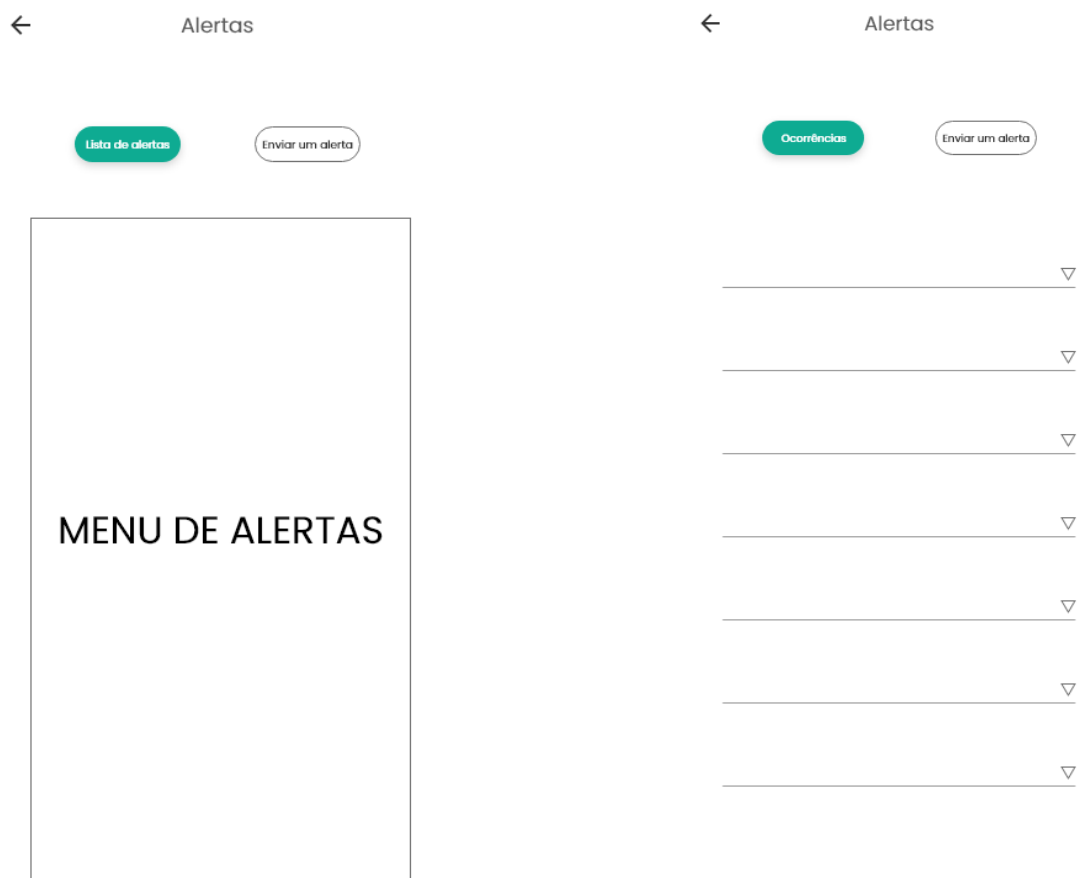 Alertas
Lista de alertas
Enviar um alerta
MENU DE ALERTAS
Alertas
Ocorrências
Enviar um alerta